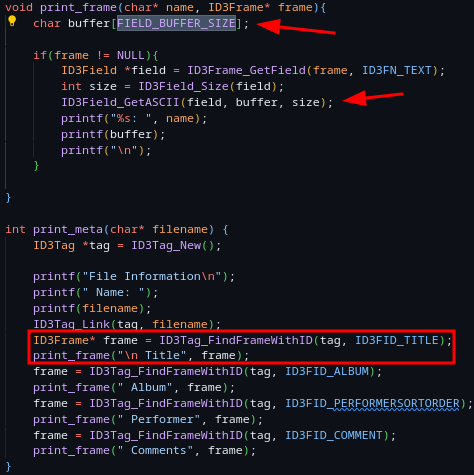 void print_frame(char* name, ID3Frame* frame){
char buffer[FIELD_BUFFER_SIZE];
if(frame != NULL){
ID3Field *field = ID3Frame_GetField(frame, ID3FN_TEXT);
int size = ID3Field_Size(field);
ID3Field_GetASCII(field, buffer, size);
printf("%s: ", name);
printf(buffer);
printf("\n");
}
}
int print_meta(char* filename) {
ID3Tag *tag = ID3Tag_New();
printf("File Information\n");
printf(" Name: ");
printf(filename);
ID3Tag_Link(tag, filename);
ID3Frame* frame = ID3Tag_FindFrameWithID(tag, ID3FID_TITLE);
print_frame("\n Title", frame);
frame = ID3Tag_FindFrameWithID(tag, ID3FID_ALBUM);
print_frame(" Album", frame);
frame = ID3Tag_FindFrameWithID(tag, ID3FID_PERFORMERSORTORDER);
print_frame(" Performer", frame);
frame = ID3Tag_FindFrameWithID(tag, ID3FID_COMMENT);
print_frame(" Comments", frame);
}